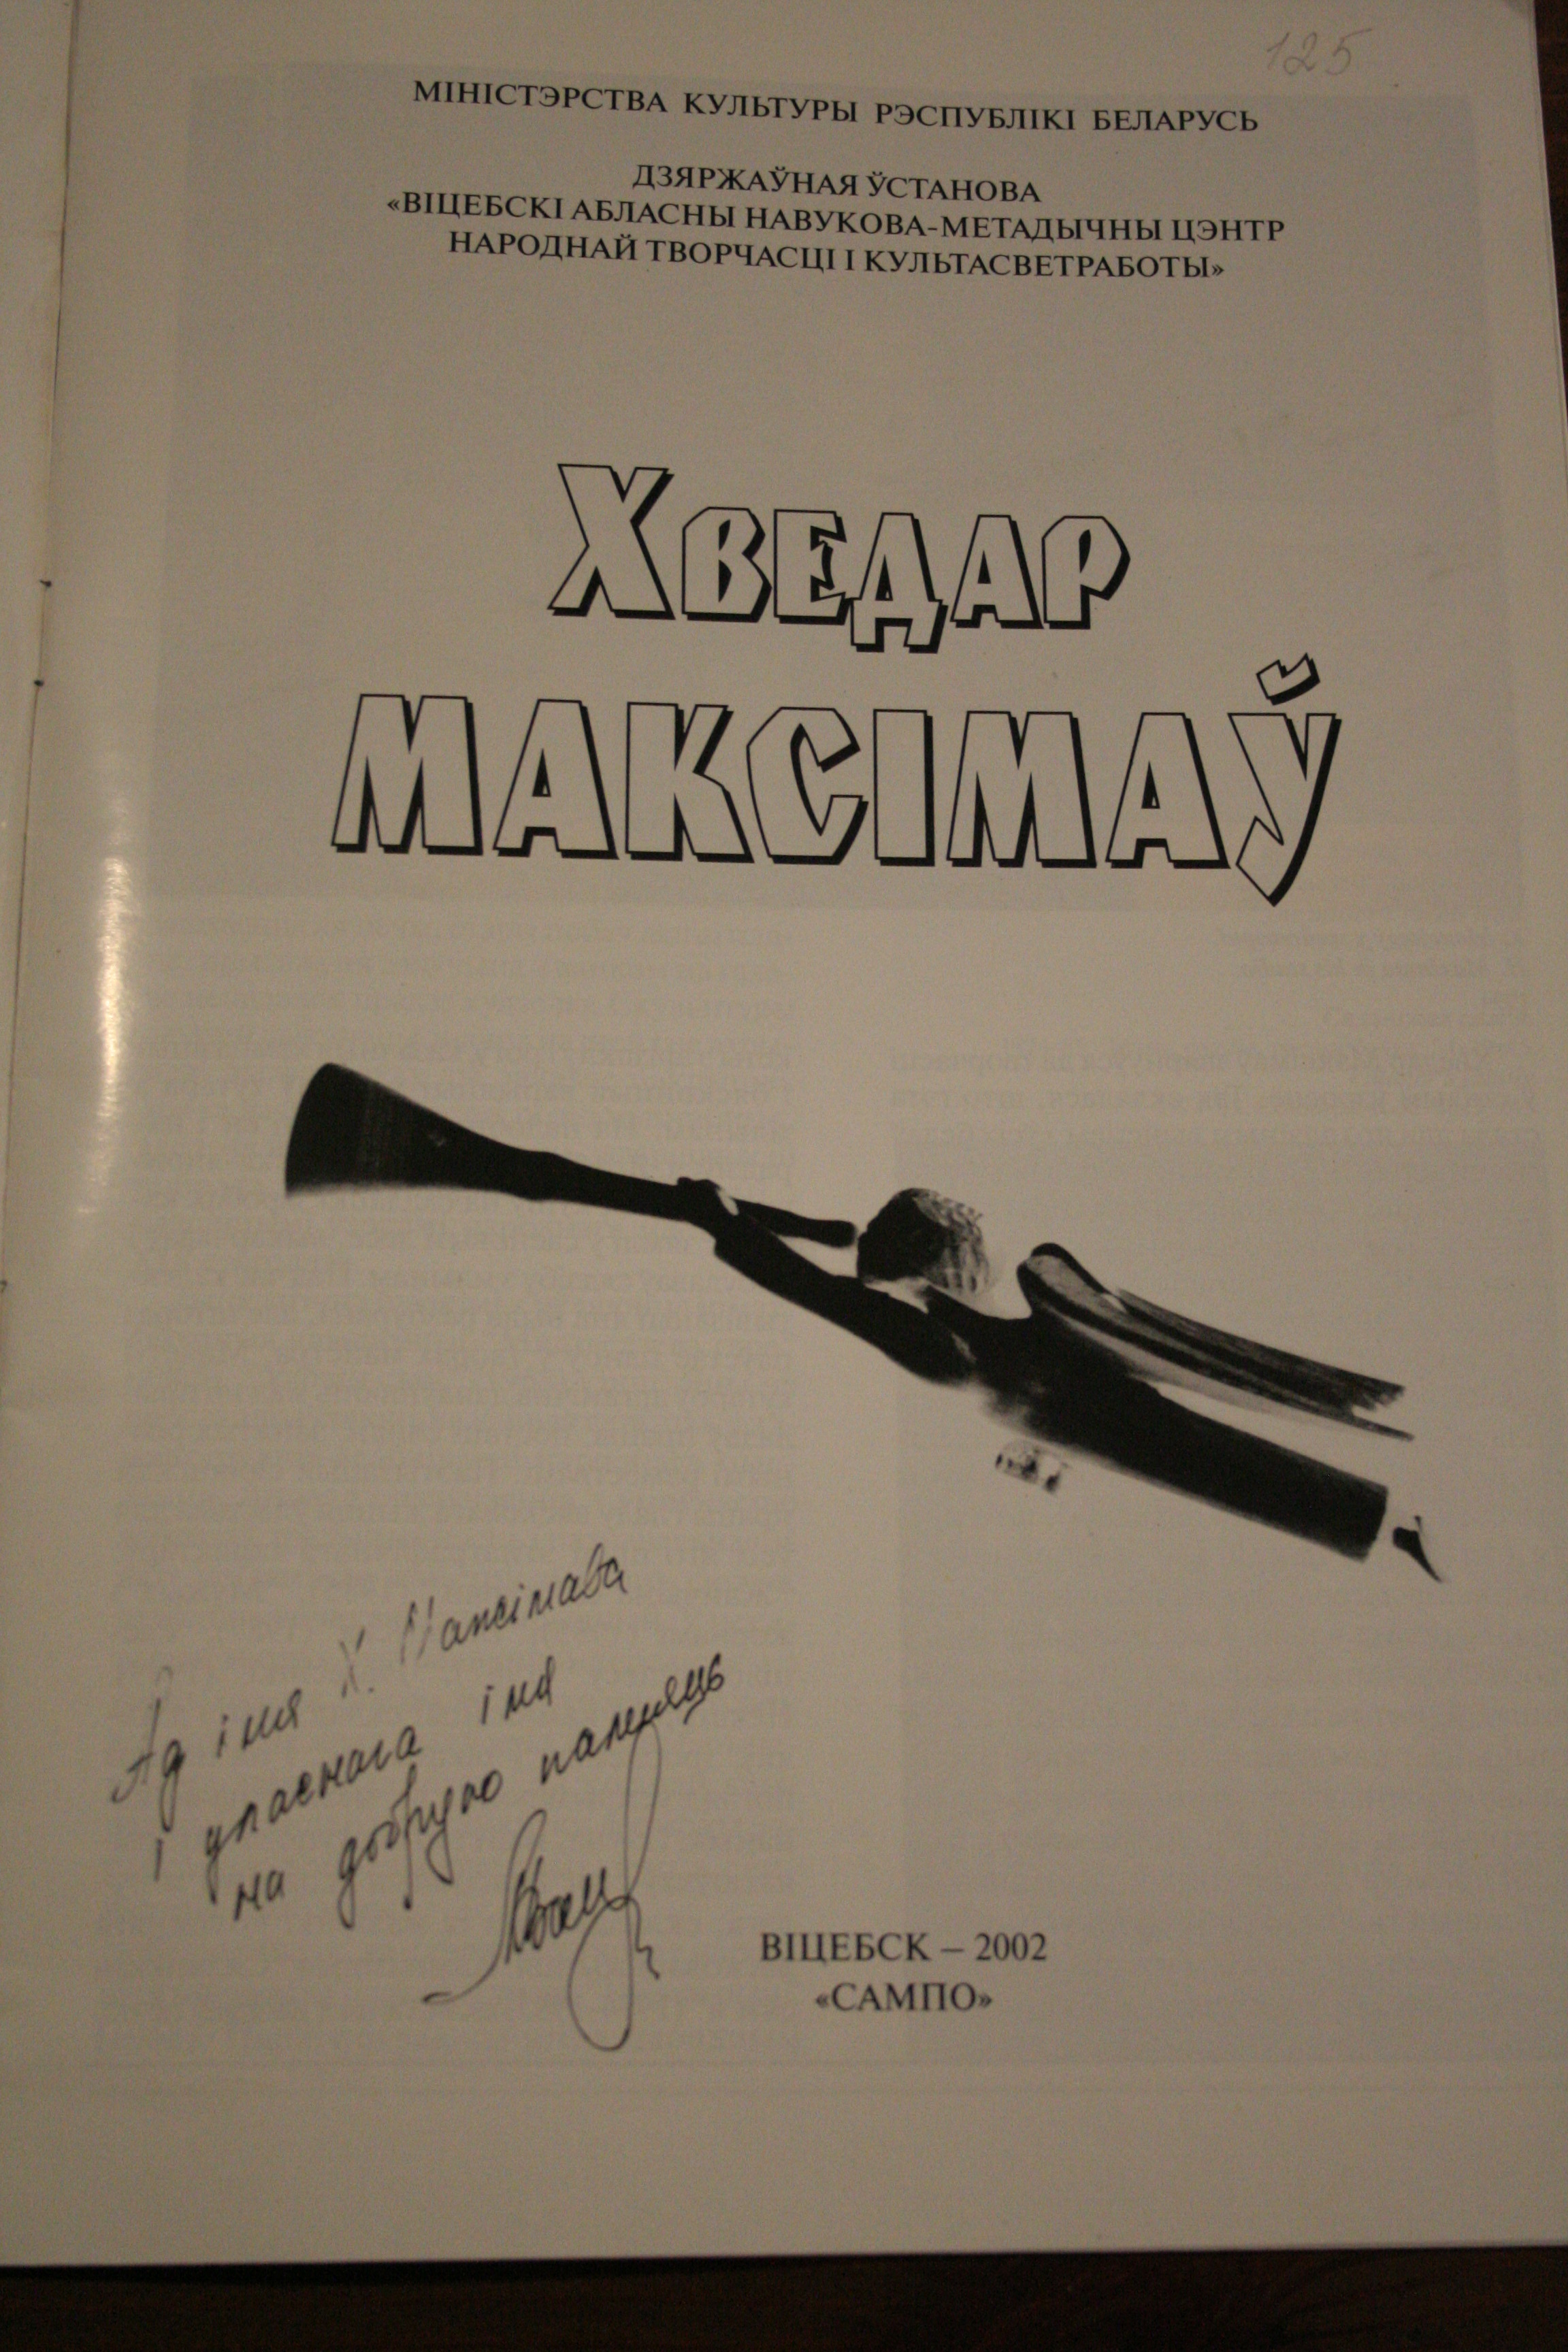 125
МІНІСТЭРСТВА КУЛЬТУРЫ РЭСПУБЛІКІ БЕЛАРУСЬ
ДЗЯРЖАЎНАЯ ЎСТАНОВА
«ВІЦЕБСКІ АБЛАСНЫ НАВУКОВА-МЕТАДЫЧНЫ ЦЭНТР
НАРОДНАЙ ТВОРЧАСЦІ І КУЛЬТАСВЕТРАБОТЫ»
ХВЕДАР
МАКСІМАЎ
Ад імя Х. Максімава
і уласнага імя
на добрую памяць
ВІЦЕБСК – 2002
«САМПО»